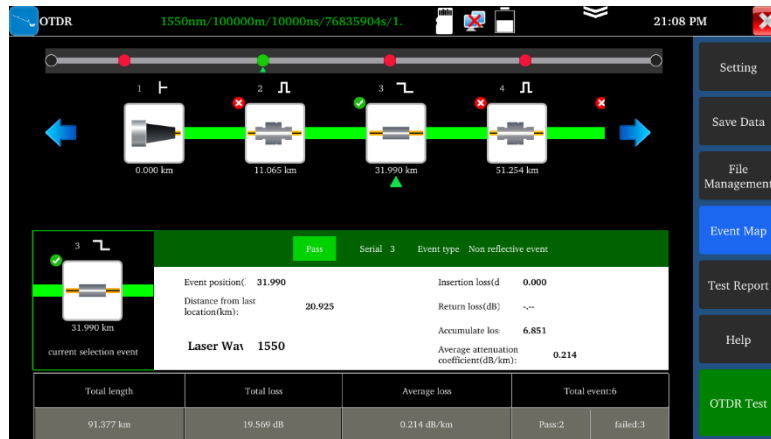 OTDR 1550nm/100000m/10000ns/76835904s/1. 21:08 PM
1 2 3 4
0.000 km 11.065 km 31.990 km 51.254 km
Setting
Save Data
File
Management
Event Map
Test Report
Help
OTDR Test
3
31.990 km
current selection event
Pass Serial 3 Event type Non reflective event
Event position( 31.990 Insertion loss(d 0.000
Distance from last
location(km): 20.925 Return loss(dB) -.--
Accumulate los 6.851
Laser Wav 1550 Average attenuation
coefficient(dB/km): 0.214
Total length Total loss Average loss Total event:6
91.377 km 19.569 dB 0.214 dB/km Pass:2 failed:3